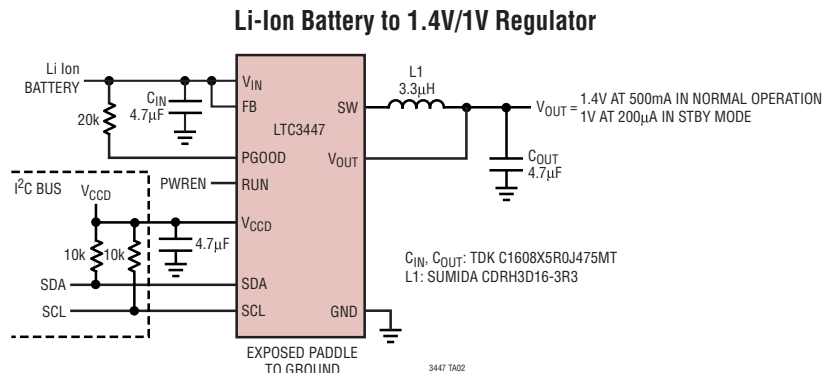 Li-Ion Battery to 1.4V/1V Regulator
Li Ion
BATTERY
CIN
4.7µF
20k
VIN
FB
LTC3447
PGOOD
RUN
VCCD
SDA
SCL
SW
VOUT
GND
L1
3.3µH
VOUT = 1.4V AT 500mA IN NORMAL OPERATION
1V AT 200µA IN STBY MODE
COUT
4.7µF
PWREN
I2C BUS
VCCD
4.7µF
10k
10k
SDA
SCL
CIN, COUT: TDK C1608X5R0J475MT
L1: SUMIDA CDRH3D16-3R3
EXPOSED PADDLE
TO GROUND
3447 TA02